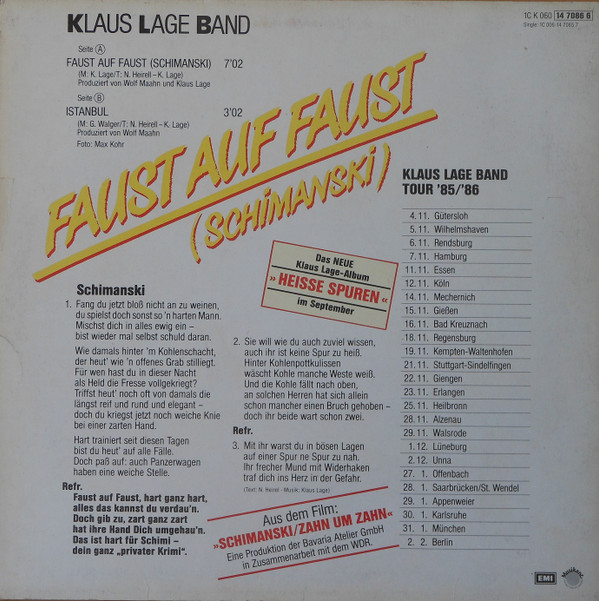 KLAUS LAGE BAND
1C K 060 14 7086 6
Seite A
FAUST AUF FAUST (SCHIMANSKI) 7'02
(M: K. Lage/T: N. Heirell – K. Lage)
Produziert von Wolf Maahn und Klaus Lage
Seite B
ISTANBUL 3'02
(M: G. Walger/T: N. Heirell – K. Lage)
Produziert von Wolf Maahn
Foto: Max Kohr
FAUST AUF FAUST
(SCHIMANSKI)
Das NEUE
Klaus Lage-Album
»HEISSE SPUREN«
im September
Schimanski
1. Fang du jetzt bloß nicht an zu weinen,
du spielst doch sonst so 'n harten Mann.
Mischst dich in alles ewig ein –
bist wieder mal selbst schuld daran.
Wie damals hinter 'm Kohlenschacht,
der heut' wie 'n offenes Grab stilliegt.
Für wen hast du in dieser Nacht
als Held die Fresse vollgekriegt?
Triffst heut' noch oft von damals die
längst reif und rund und elegant –
doch du kriegst jetzt noch weiche Knie
bei einer zarten Hand.
Hart trainiert seit diesen Tagen
bist du heut' auf alle Fälle.
Doch paß auf: auch Panzerwagen
haben eine weiche Stelle.
Refr.
Faust auf Faust, hart ganz hart,
alles das kannst du verdau'n.
Doch gib zu, zart ganz zart
hat ihre Hand Dich umgehau'n.
Das ist hart für Schimi –
dein ganz „privater Krimi“.
2. Sie will wie du auch zuviel wissen,
auch ihr ist keine Spur zu heiß.
Hinter Kohlenpottkulissen
wäscht Kohle manche Weste weiß.
Und die Kohle fällt nach oben,
an solchen Herren hat sich allein
schon mancher einen Bruch gehoben –
doch ihr beide wart schon zwei.
Refr.
3. Mit ihr warst du in bösen Lagen
auf einer Spur ne Spur zu nah.
Ihr frecher Mund mit Widerhaken
traf dich ins Herz in der Gefahr.
(Text: N. Heirel - Musik: Klaus Lage)
Aus dem Film:
»SCHIMANSKI/ZAHN UM ZAHN«
Eine Produktion der Bavaria Atelier GmbH
in Zusammenarbeit mit dem WDR.
KLAUS LAGE BAND
TOUR '85/'86
4. 11. Gütersloh
5. 11. Wilhelmshaven
6. 11. Rendsburg
7. 11. Hamburg
11. 11. Essen
12. 11. Köln
14. 11. Mechernich
15. 11. Gießen
16. 11. Bad Kreuznach
18. 11. Regensburg
19. 11. Kempten-Waltenhofen
21. 11. Stuttgart-Sindelfingen
22. 11. Giengen
23. 11. Erlangen
25. 11. Heilbronn
28. 11. Alzenau
29. 11. Walsrode
1. 12. Lüneburg
2. 12. Unna
27. 1. Offenbach
28. 1. Saarbrücken/St. Wendel
29. 1. Appenweier
30. 1. Karlsruhe
31. 1. München
2. 2. Berlin
EMI
Musikant